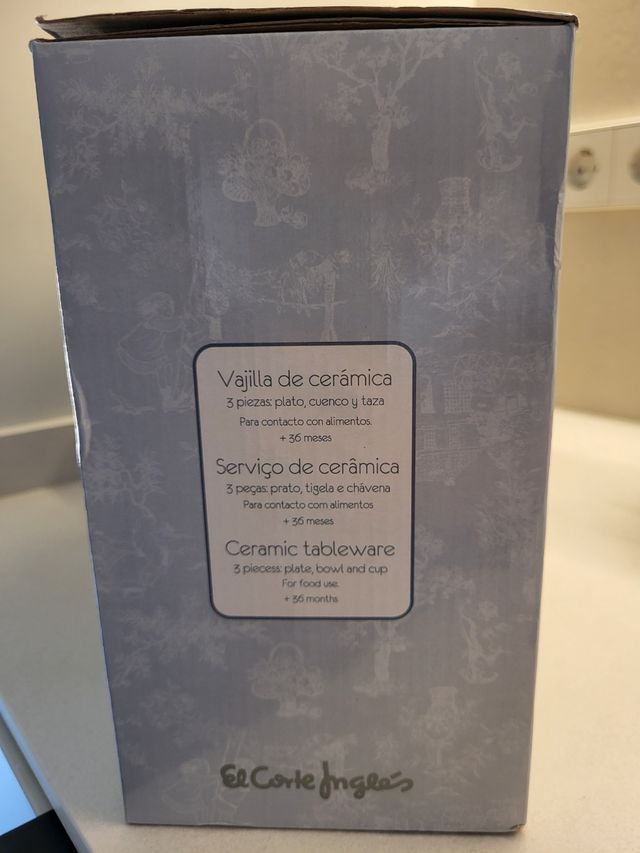 Vajilla de cerámica
3 piezas: plato, cuenco y taza
Para contacto con alimentos.
+ 36 meses
Serviço de cerâmica
3 peças: prato, tigela e chávena
Para contacto com alimentos
+ 36 meses
Ceramic tableware
3 piecess: plate, bowl and cup
For food use.
+ 36 months
El Corte Inglés